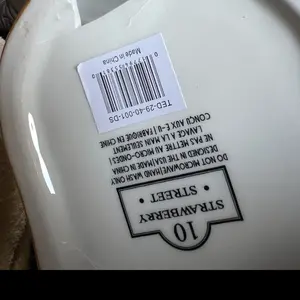 10
STRAWBERRY
• STREET •
DO NOT MICROWAVE | HAND WASH ONLY
DESIGNED IN THE USA | MADE IN CHINA
NE PAS METTRE AU MICRO-ONDES |
LAVAGE A LA MAIN SEULEMENT
CONÇU AUX É-U | FABRIQUÉ EN CHINE
TED-29-40-001-DS
Made in China